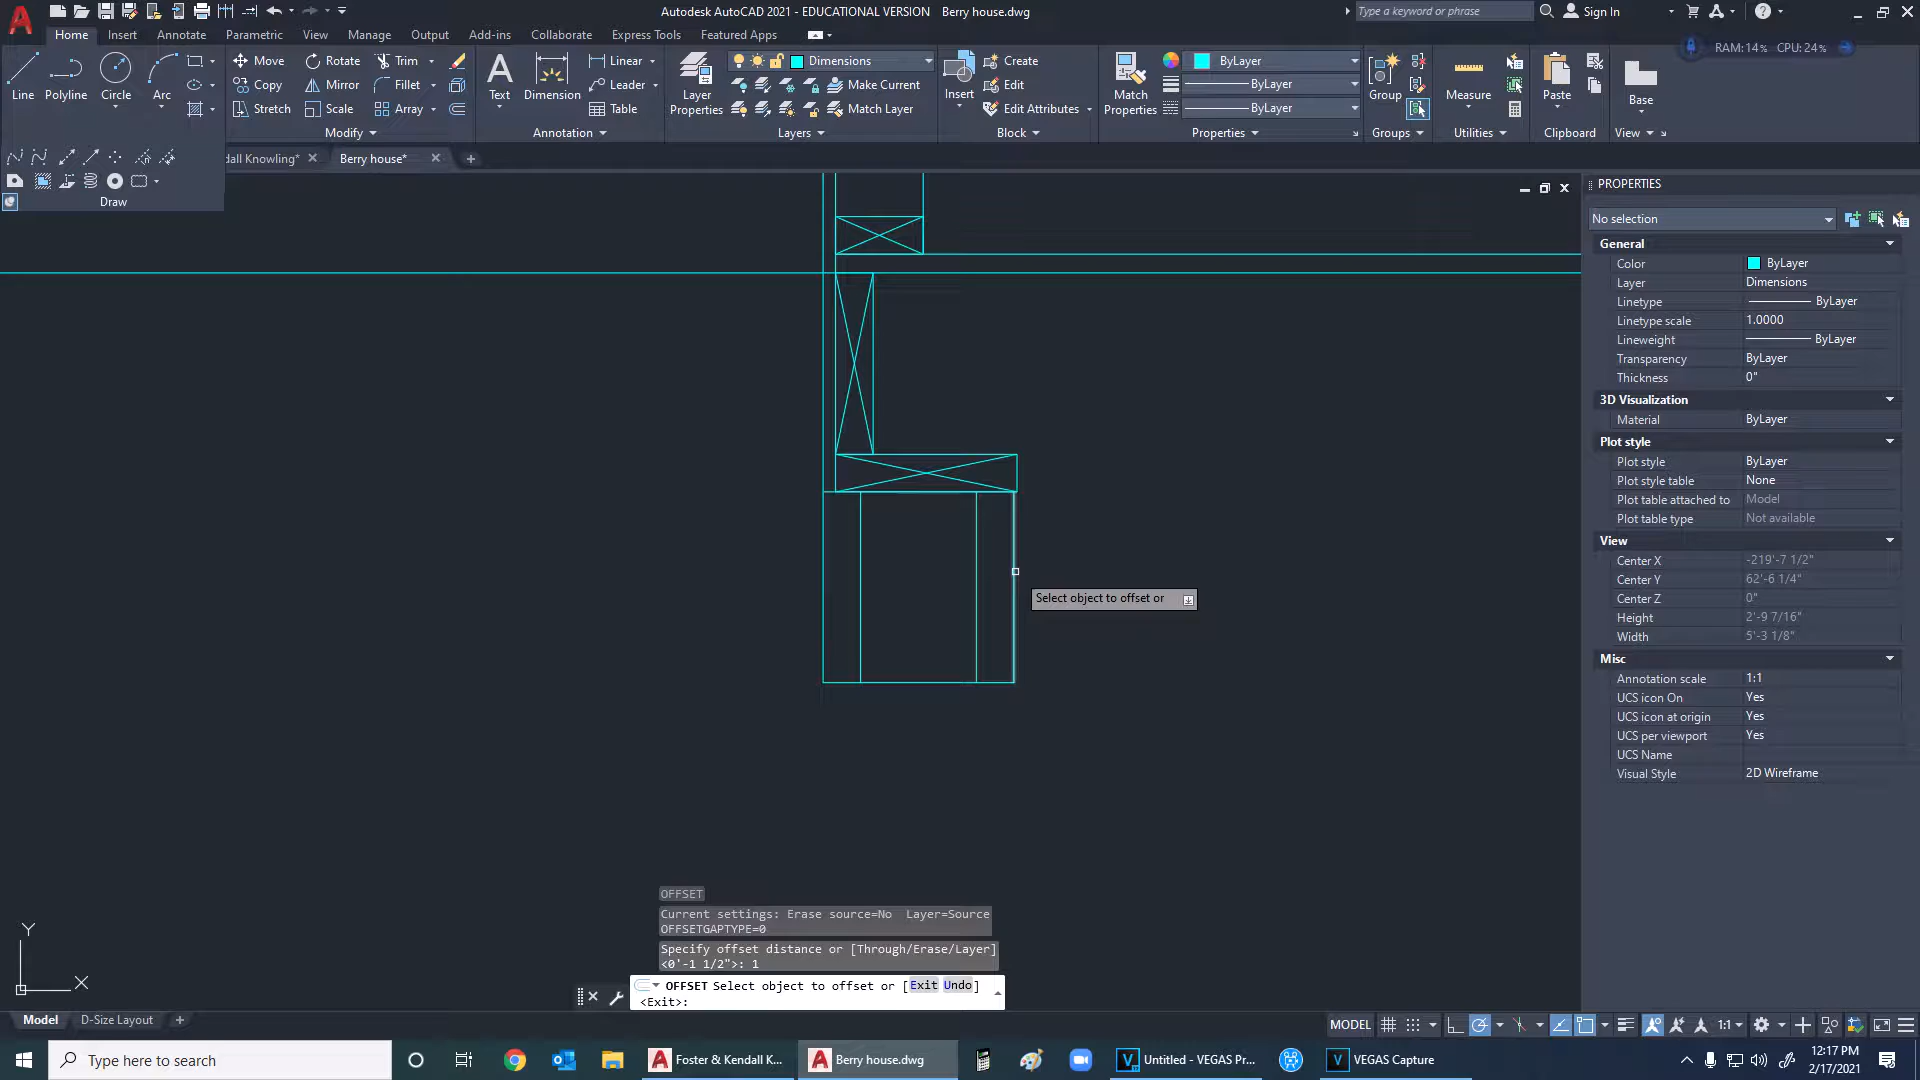 Autodesk AutoCAD 2021 - EDUCATIONAL VERSION Berry house.dwg
Type a keyword or phrase
Sign In
Home Insert Annotate Parametric View Manage Output Add-ins Collaborate Express Tools Featured Apps
RAM:14% CPU:24%
Line Polyline Circle Arc
Move Rotate Trim
Copy Mirror Fillet
Stretch Scale Array
Modify
Text Dimension
Linear
Leader
Table
Annotation
Layer Properties
Dimensions
Make Current
Match Layer
Layers
Insert
Create
Edit
Edit Attributes
Block
Match Properties
ByLayer
ByLayer
ByLayer
Properties
Group
Groups
Measure
Utilities
Paste
Clipboard
Base
View
Draw
dall Knowling*
Berry house*
PROPERTIES
No selection
General
Color ByLayer
Layer Dimensions
Linetype ByLayer
Linetype scale 1.0000
Lineweight ByLayer
Transparency ByLayer
Thickness 0"
3D Visualization
Material ByLayer
Plot style
Plot style ByLayer
Plot style table None
Plot table attached to Model
Plot table type Not available
View
Center X -219'-7 1/2"
Center Y 62'-6 1/4"
Center Z 0"
Height 2'-9 7/16"
Width 5'-3 1/8"
Misc
Annotation scale 1:1
UCS icon On Yes
UCS icon at origin Yes
UCS per viewport Yes
UCS Name
Visual Style 2D Wireframe
Select object to offset or
Y
X
OFFSET
Current settings: Erase source=No Layer=Source
OFFSETGAPTYPE=0
Specify offset distance or [Through/Erase/Layer]
<0'-1 1/2">: 1
OFFSET Select object to offset or [Exit Undo]
<Exit>:
Model D-Size Layout
MODEL
1:1
Type here to search
Foster & Kendall K...
Berry house.dwg
Untitled - VEGAS Pr...
VEGAS Capture
12:17 PM
2/17/2021